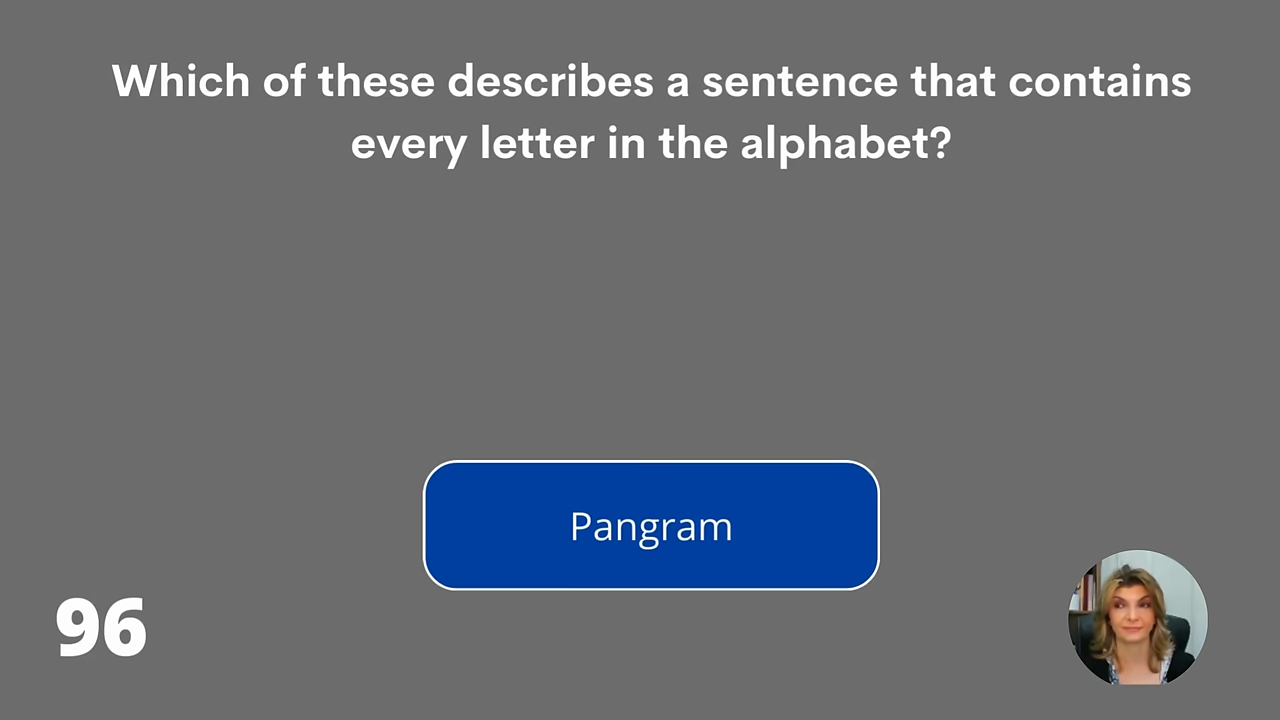 Which of these describes a sentence that contains
every letter in the alphabet?
Pangram
96